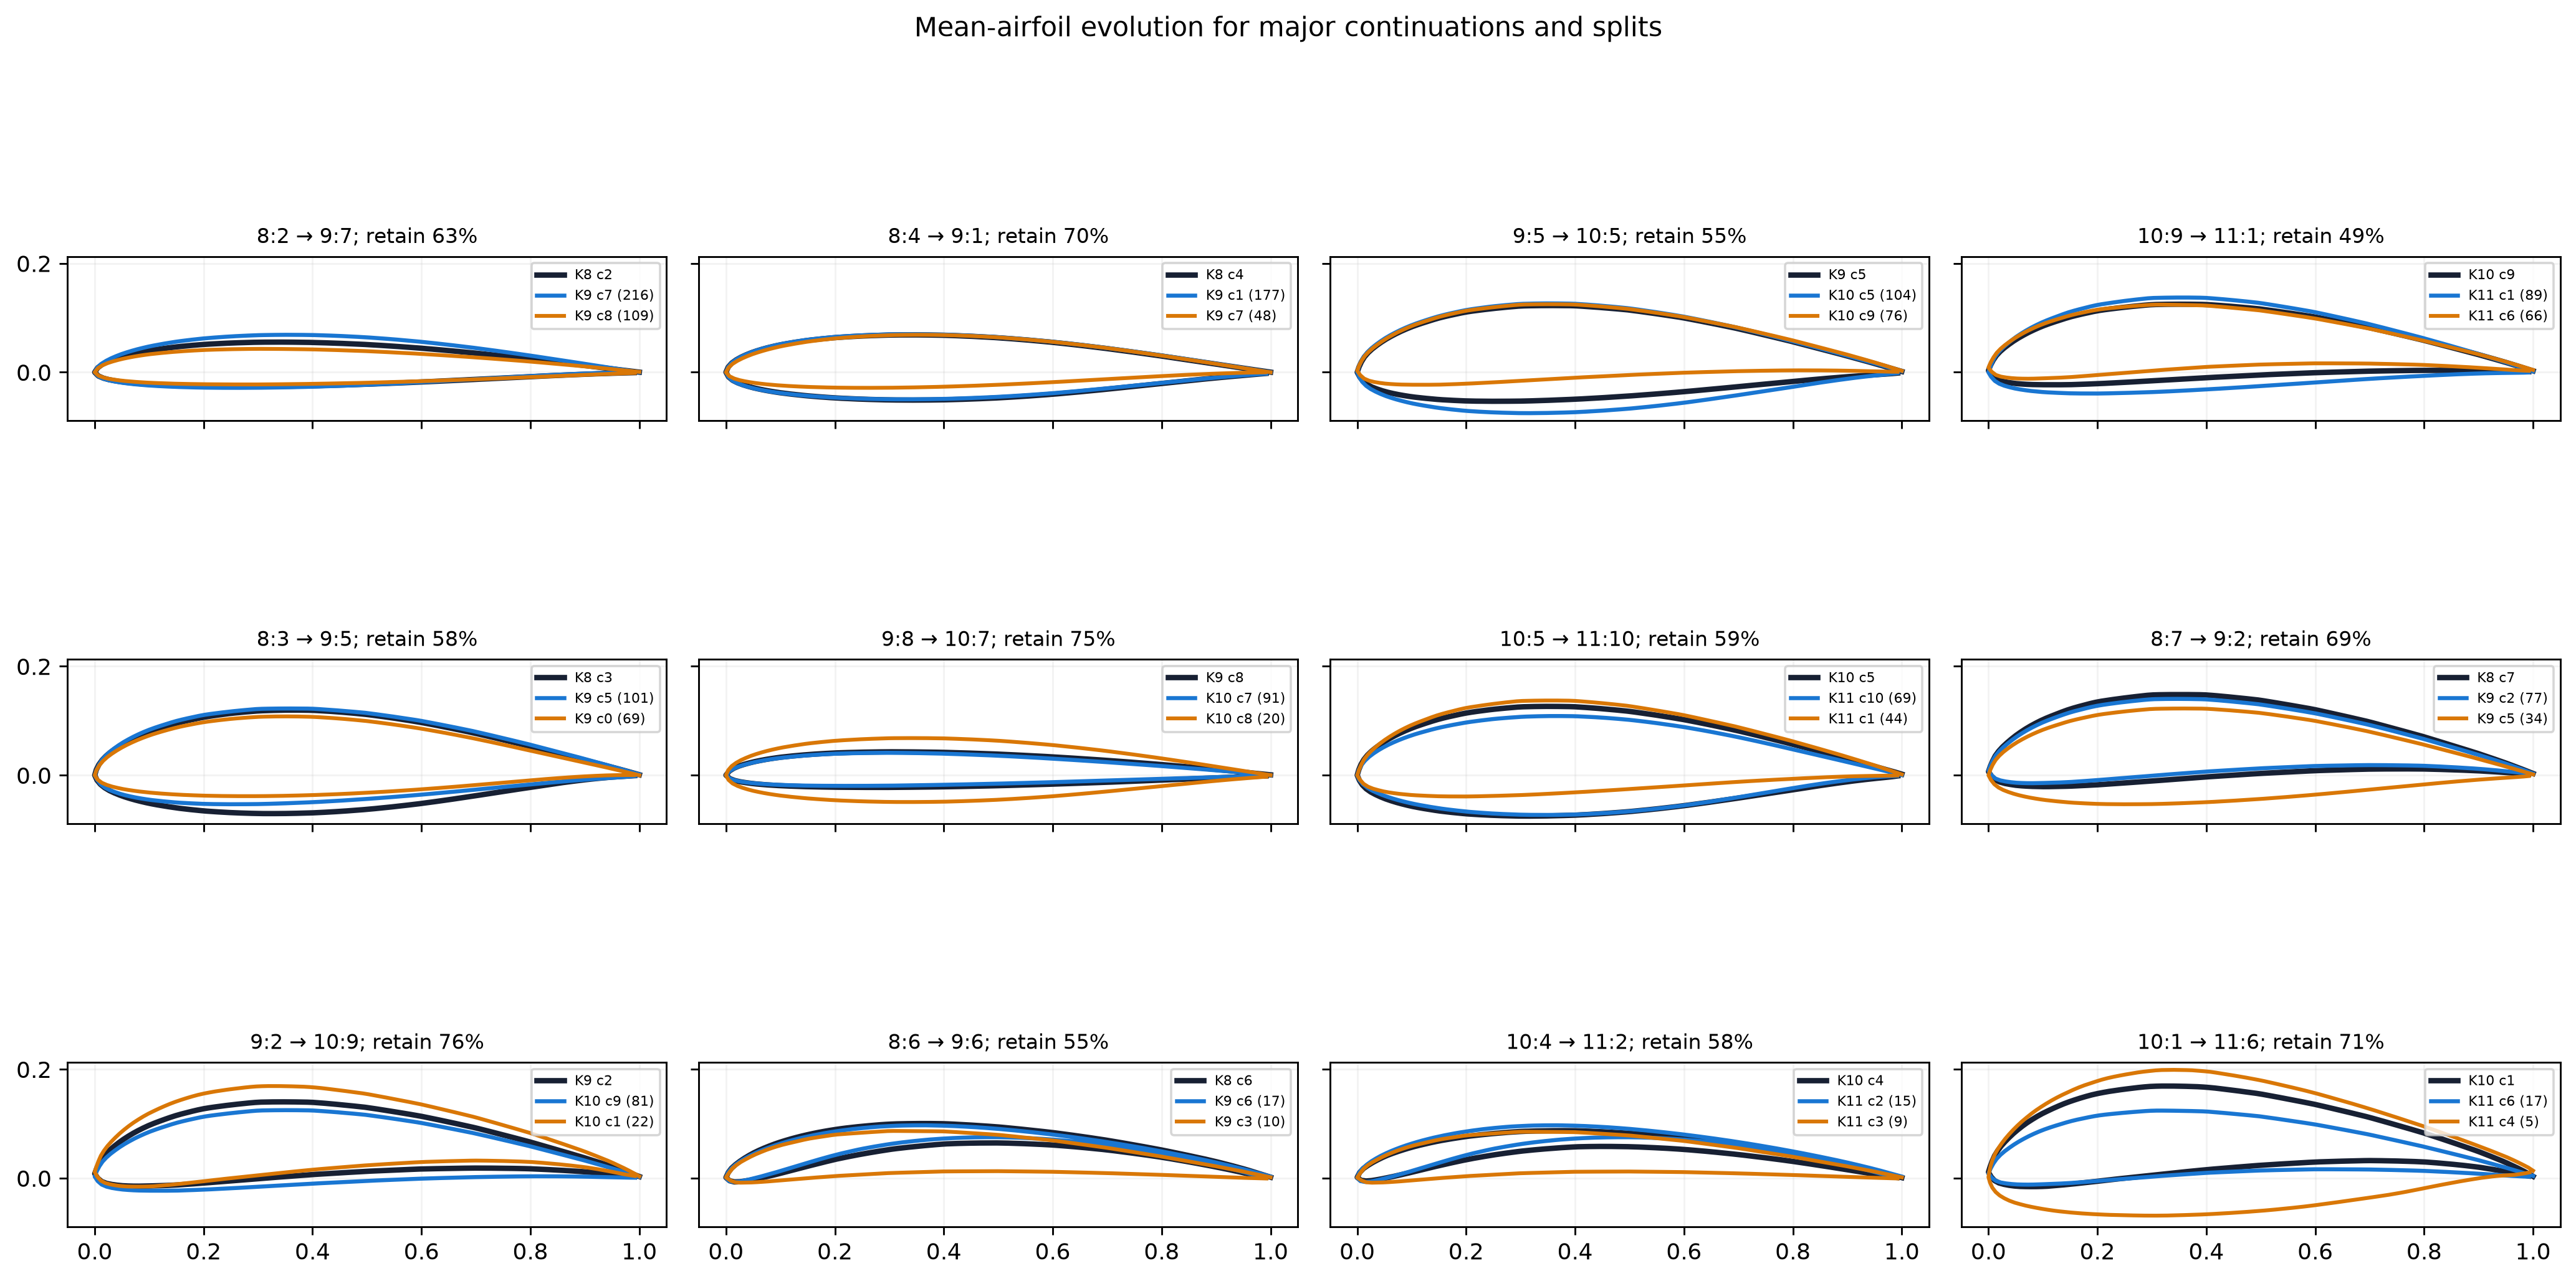 Mean-airfoil evolution for major continuations and splits
8:2 → 9:7; retain 63%
8:4 → 9:1; retain 70%
9:5 → 10:5; retain 55%
10:9 → 11:1; retain 49%
0.2
0.0
K8 c2
K9 c7 (216)
K9 c8 (109)
K8 c4
K9 c1 (177)
K9 c7 (48)
K9 c5
K10 c5 (104)
K10 c9 (76)
K10 c9
K11 c1 (89)
K11 c6 (66)
8:3 → 9:5; retain 58%
9:8 → 10:7; retain 75%
10:5 → 11:10; retain 59%
8:7 → 9:2; retain 69%
0.2
0.0
K8 c3
K9 c5 (101)
K9 c0 (69)
K9 c8
K10 c7 (91)
K10 c8 (20)
K10 c5
K11 c10 (69)
K11 c1 (44)
K8 c7
K9 c2 (77)
K9 c5 (34)
9:2 → 10:9; retain 76%
8:6 → 9:6; retain 55%
10:4 → 11:2; retain 58%
10:1 → 11:6; retain 71%
0.2
0.0
K9 c2
K10 c9 (81)
K10 c1 (22)
K8 c6
K9 c6 (17)
K9 c3 (10)
K10 c4
K11 c2 (15)
K11 c3 (9)
K10 c1
K11 c6 (17)
K11 c4 (5)
0.0 0.2 0.4 0.6 0.8 1.0
0.0 0.2 0.4 0.6 0.8 1.0
0.0 0.2 0.4 0.6 0.8 1.0
0.0 0.2 0.4 0.6 0.8 1.0